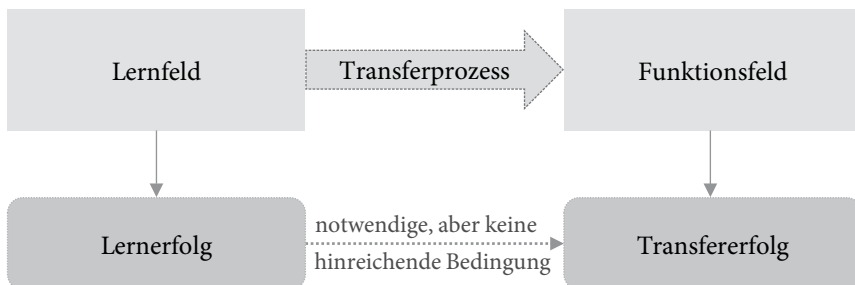 Lernfeld
Transferprozess
Funktionsfeld
Lernerfolg
notwendige, aber keine
hinreichende Bedingung
Transfererfolg